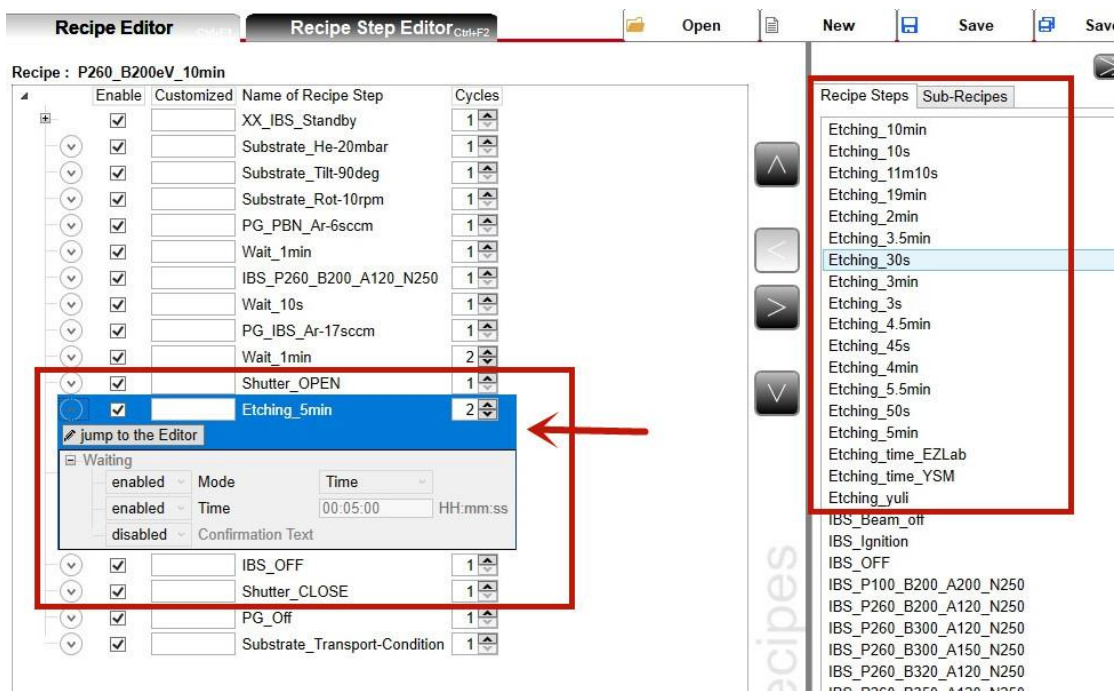 Recipe Editor Ctrl+F1 Recipe Step Editor Ctrl+F2 Open New Save Save
Recipe : P260_B200eV_10min
Enable Customized Name of Recipe Step Cycles
XX_IBS_Standby 1
Substrate_He-20mbar 1
Substrate_Tilt-90deg 1
Substrate_Rot-10rpm 1
PG_PBN_Ar-6sccm 1
Wait_1min 1
IBS_P260_B200_A120_N250 1
Wait_10s 1
PG_IBS_Ar-17sccm 1
Wait_1min 2
Shutter_OPEN 1
Etching_5min 2
jump to the Editor
Waiting
enabled Mode Time
enabled Time 00:05:00 HH:mm:ss
disabled Confirmation Text
IBS_OFF 1
Shutter_CLOSE 1
PG_Off 1
Substrate_Transport-Condition 1
Recipe Steps Sub-Recipes
Etching_10min
Etching_10s
Etching_11m10s
Etching_19min
Etching_2min
Etching_3.5min
Etching_30s
Etching_3min
Etching_3s
Etching_4.5min
Etching_45s
Etching_4min
Etching_5.5min
Etching_50s
Etching_5min
Etching_time_EZLab
Etching_time_YSM
Etching_yuli
IBS_Beam_off
IBS_Ignition
IBS_OFF
IBS_P100_B200_A200_N250
IBS_P260_B200_A120_N250
IBS_P260_B300_A120_N250
IBS_P260_B300_A150_N250
IBS_P260_B320_A120_N250
IBS_P260_B350_A120_N250
ecipes